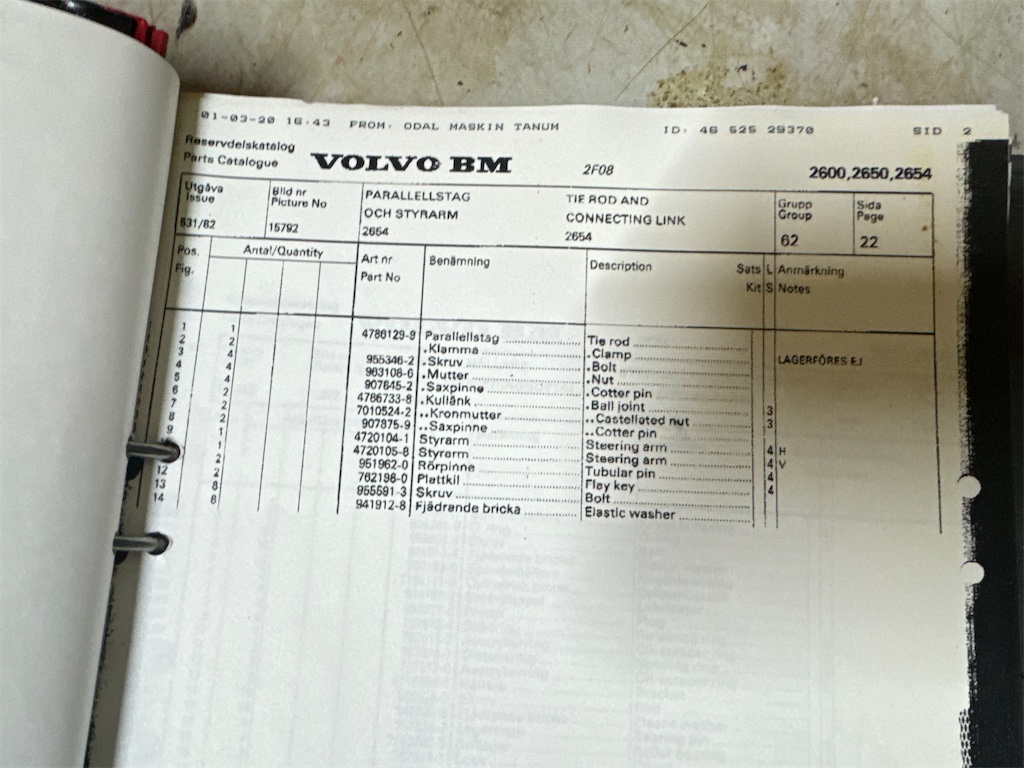 01-03-20 16:43 FROM: ODAL MASKIN TANUM ID: 46 525 29370 SID 2
Reservdelskatalog
Parts Catalogue
VOLVO BM 2F08 2600,2650,2654
Utgåva
Issue
831/82
Bild nr
Picture No
15792
PARALLELLSTAG
OCH STYRARM
2654
TIE ROD AND
CONNECTING LINK
2654
Grupp
Group
62
Sida
Page
22
Pos.
Fig.
Antal/Quantity
Art nr
Part No
Benämning
Description
Sats
Kit
L
S
Anmärkning
Notes
1 1 4786129-9 Parallellstag Tie rod
2 2 .Klamma .Clamp LAGERFÖRES EJ
3 4 955346-2 .Skruv .Bolt
4 4 963108-6 .Mutter .Nut
5 4 907845-2 .Saxpinne .Cotter pin
6 2 4786733-8 .Kullänk .Ball joint 3
7 2 7010524-2 ..Kronmutter ..Castellated nut 3
8 2 907875-9 ..Saxpinne ..Cotter pin
9 1 4720104-1 Styrarm Steering arm 4 H
1 4720105-8 Styrarm Steering arm 4 V
2 951962-0 Rörpinne Tubular pin 4
12 2 762198-0 Plattkil Flay key 4
13 8 955591-3 Skruv Bolt
14 8 941912-8 Fjädrande bricka Elastic washer